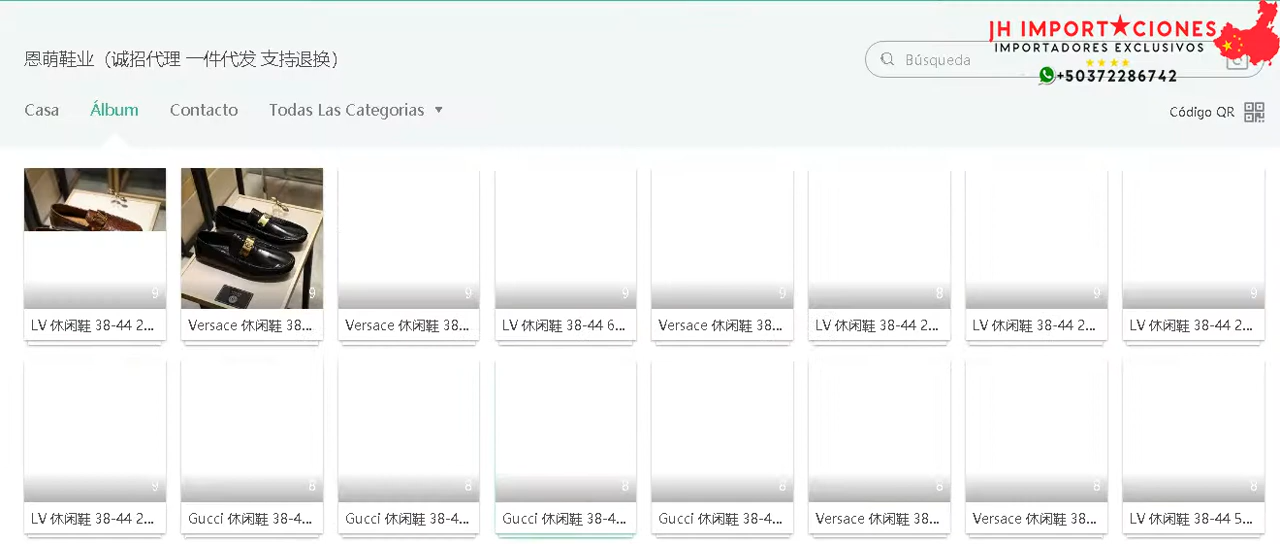 JH IMPORT★CIONES
IMPORTADORES EXCLUSIVOS
+50372286742
恩萌鞋业（诚招代理 一件代发 支持退换）
Búsqueda
Casa
Álbum
Contacto
Todas Las Categorias
Código QR
9
9
9
9
9
8
9
9
LV 休闲鞋 38-44 2...
Versace 休闲鞋 38...
Versace 休闲鞋 38...
LV 休闲鞋 38-44 6...
Versace 休闲鞋 38...
LV 休闲鞋 38-44 2...
LV 休闲鞋 38-44 2...
LV 休闲鞋 38-44 2...
9
8
8
8
8
8
8
8
LV 休闲鞋 38-44 2...
Gucci 休闲鞋 38-4...
Gucci 休闲鞋 38-4...
Gucci 休闲鞋 38-4...
Gucci 休闲鞋 38-4...
Versace 休闲鞋 38...
Versace 休闲鞋 38...
LV 休闲鞋 38-44 5...